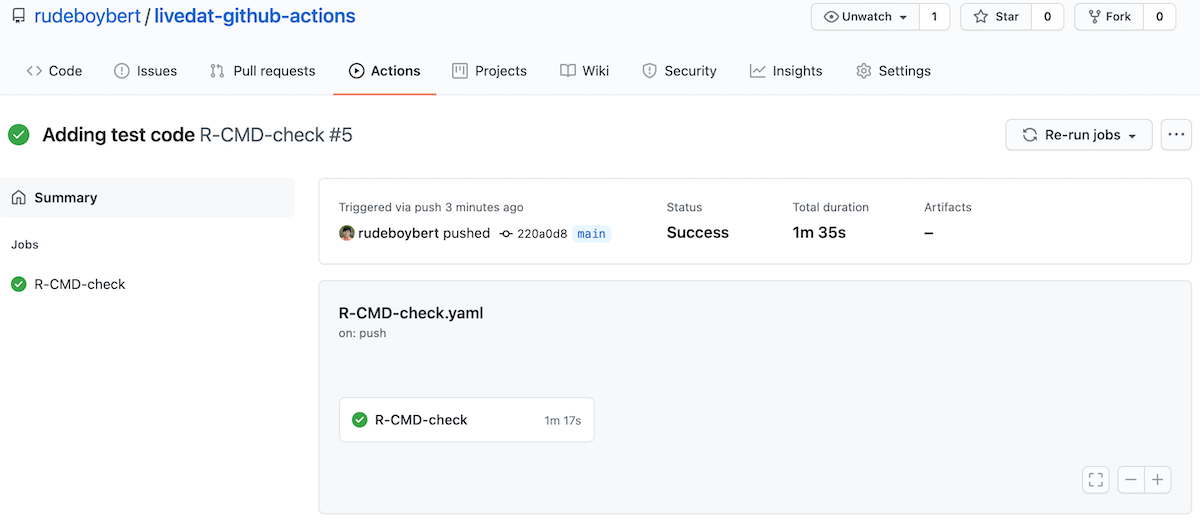 rudeboybert / livedat-github-actions
Unwatch 1 Star 0 Fork 0
Code Issues Pull requests Actions Projects Wiki Security Insights Settings
Adding test code R-CMD-check #5
Re-run jobs
Summary
Jobs
R-CMD-check
Triggered via push 3 minutes ago
rudeboybert pushed 220a0d8 main
Status
Success
Total duration
1m 35s
Artifacts
–
R-CMD-check.yaml
on: push
R-CMD-check 1m 17s